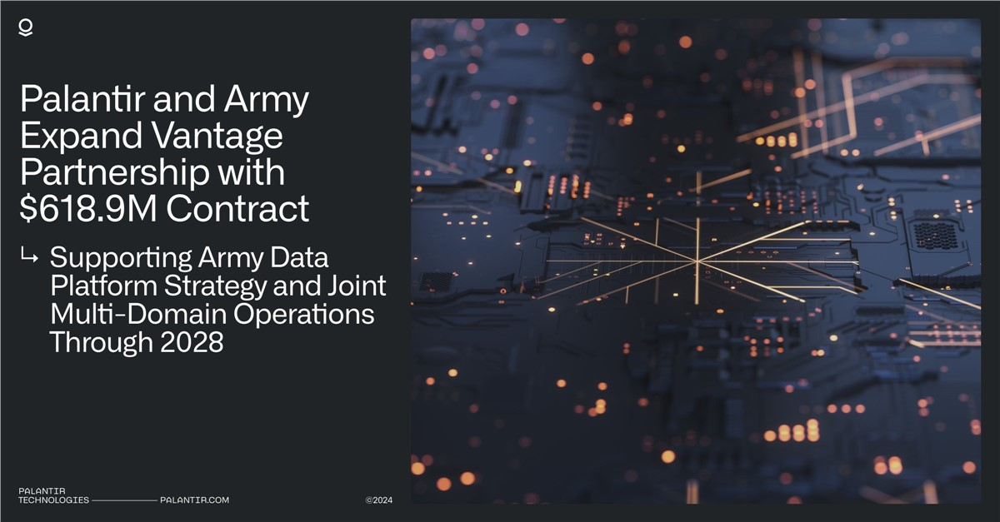 Palantir and Army
Expand Vantage
Partnership with
$618.9M Contract
↳ Supporting Army Data
Platform Strategy and Joint
Multi-Domain Operations
Through 2028
PALANTIR
TECHNOLOGIES PALANTIR.COM ©2024